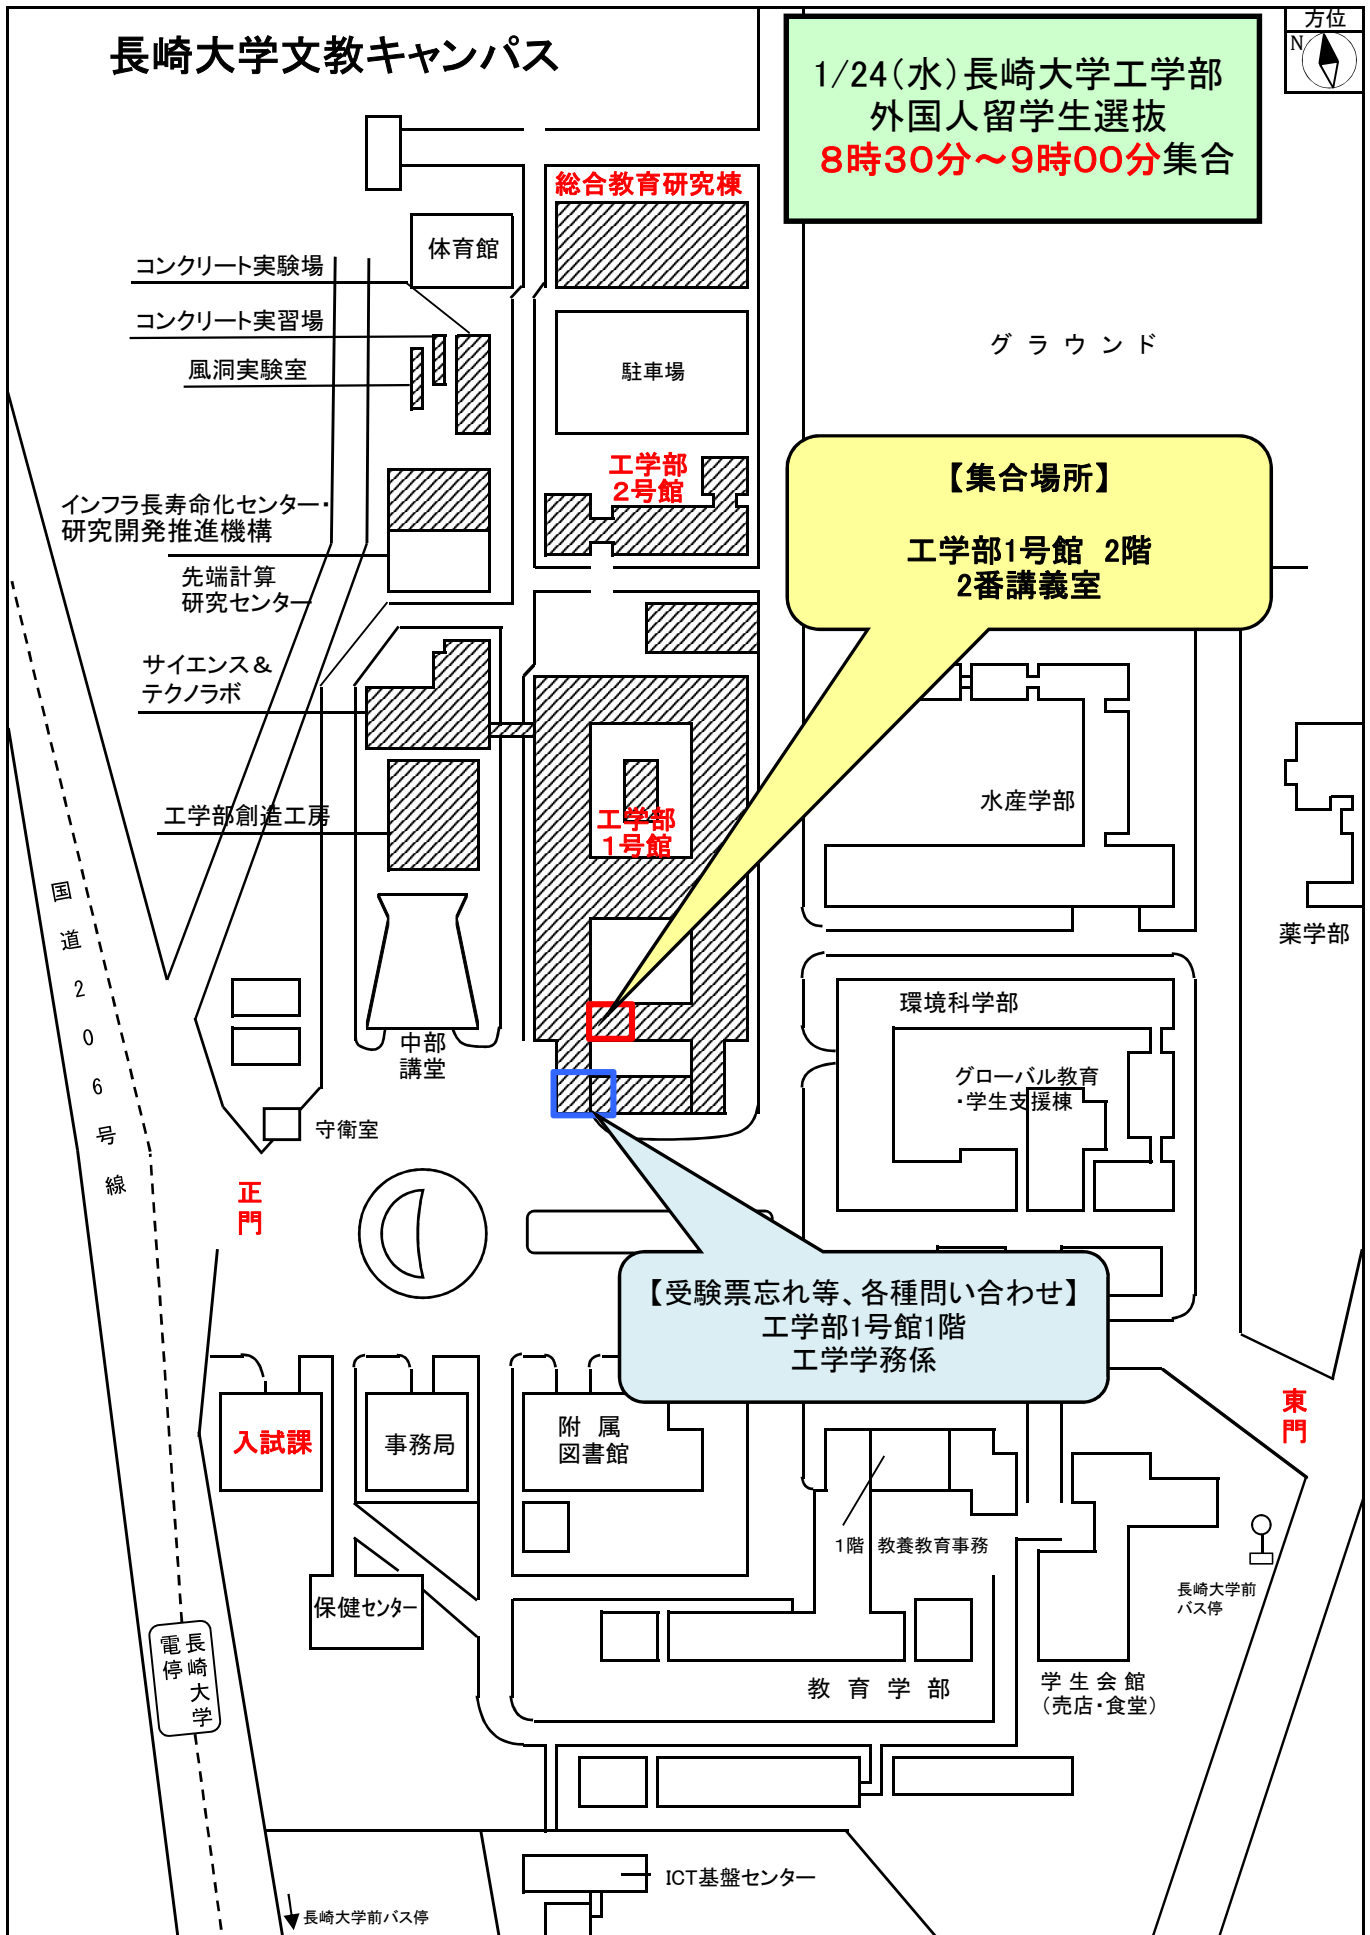 長崎大学文教キャンパス
方位
N
1/24(水)長崎大学工学部
外国人留学生選抜
8時30分～9時00分集合
総合教育研究棟
体育館
コンクリート実験場
コンクリート実習場
風洞実験室
駐車場
グラウンド
工学部
2号館
【集合場所】
工学部1号館 2階
2番講義室
インフラ長寿命化センター・
研究開発推進機構
先端計算
研究センター
サイエンス＆
テクノラボ
工学部創造工房
工学部
1号館
水産学部
薬学部
国道206号線
環境科学部
グローバル教育
・学生支援棟
中部
講堂
守衛室
正門
【受験票忘れ等、各種問い合わせ】
工学部1号館1階
工学学務係
東門
入試課
事務局
附属
図書館
1階 教養教育事務
長崎大学前
バス停
保健センター
長崎大学
電停
教育学部
学生会館
(売店・食堂)
ICT基盤センター
長崎大学前バス停